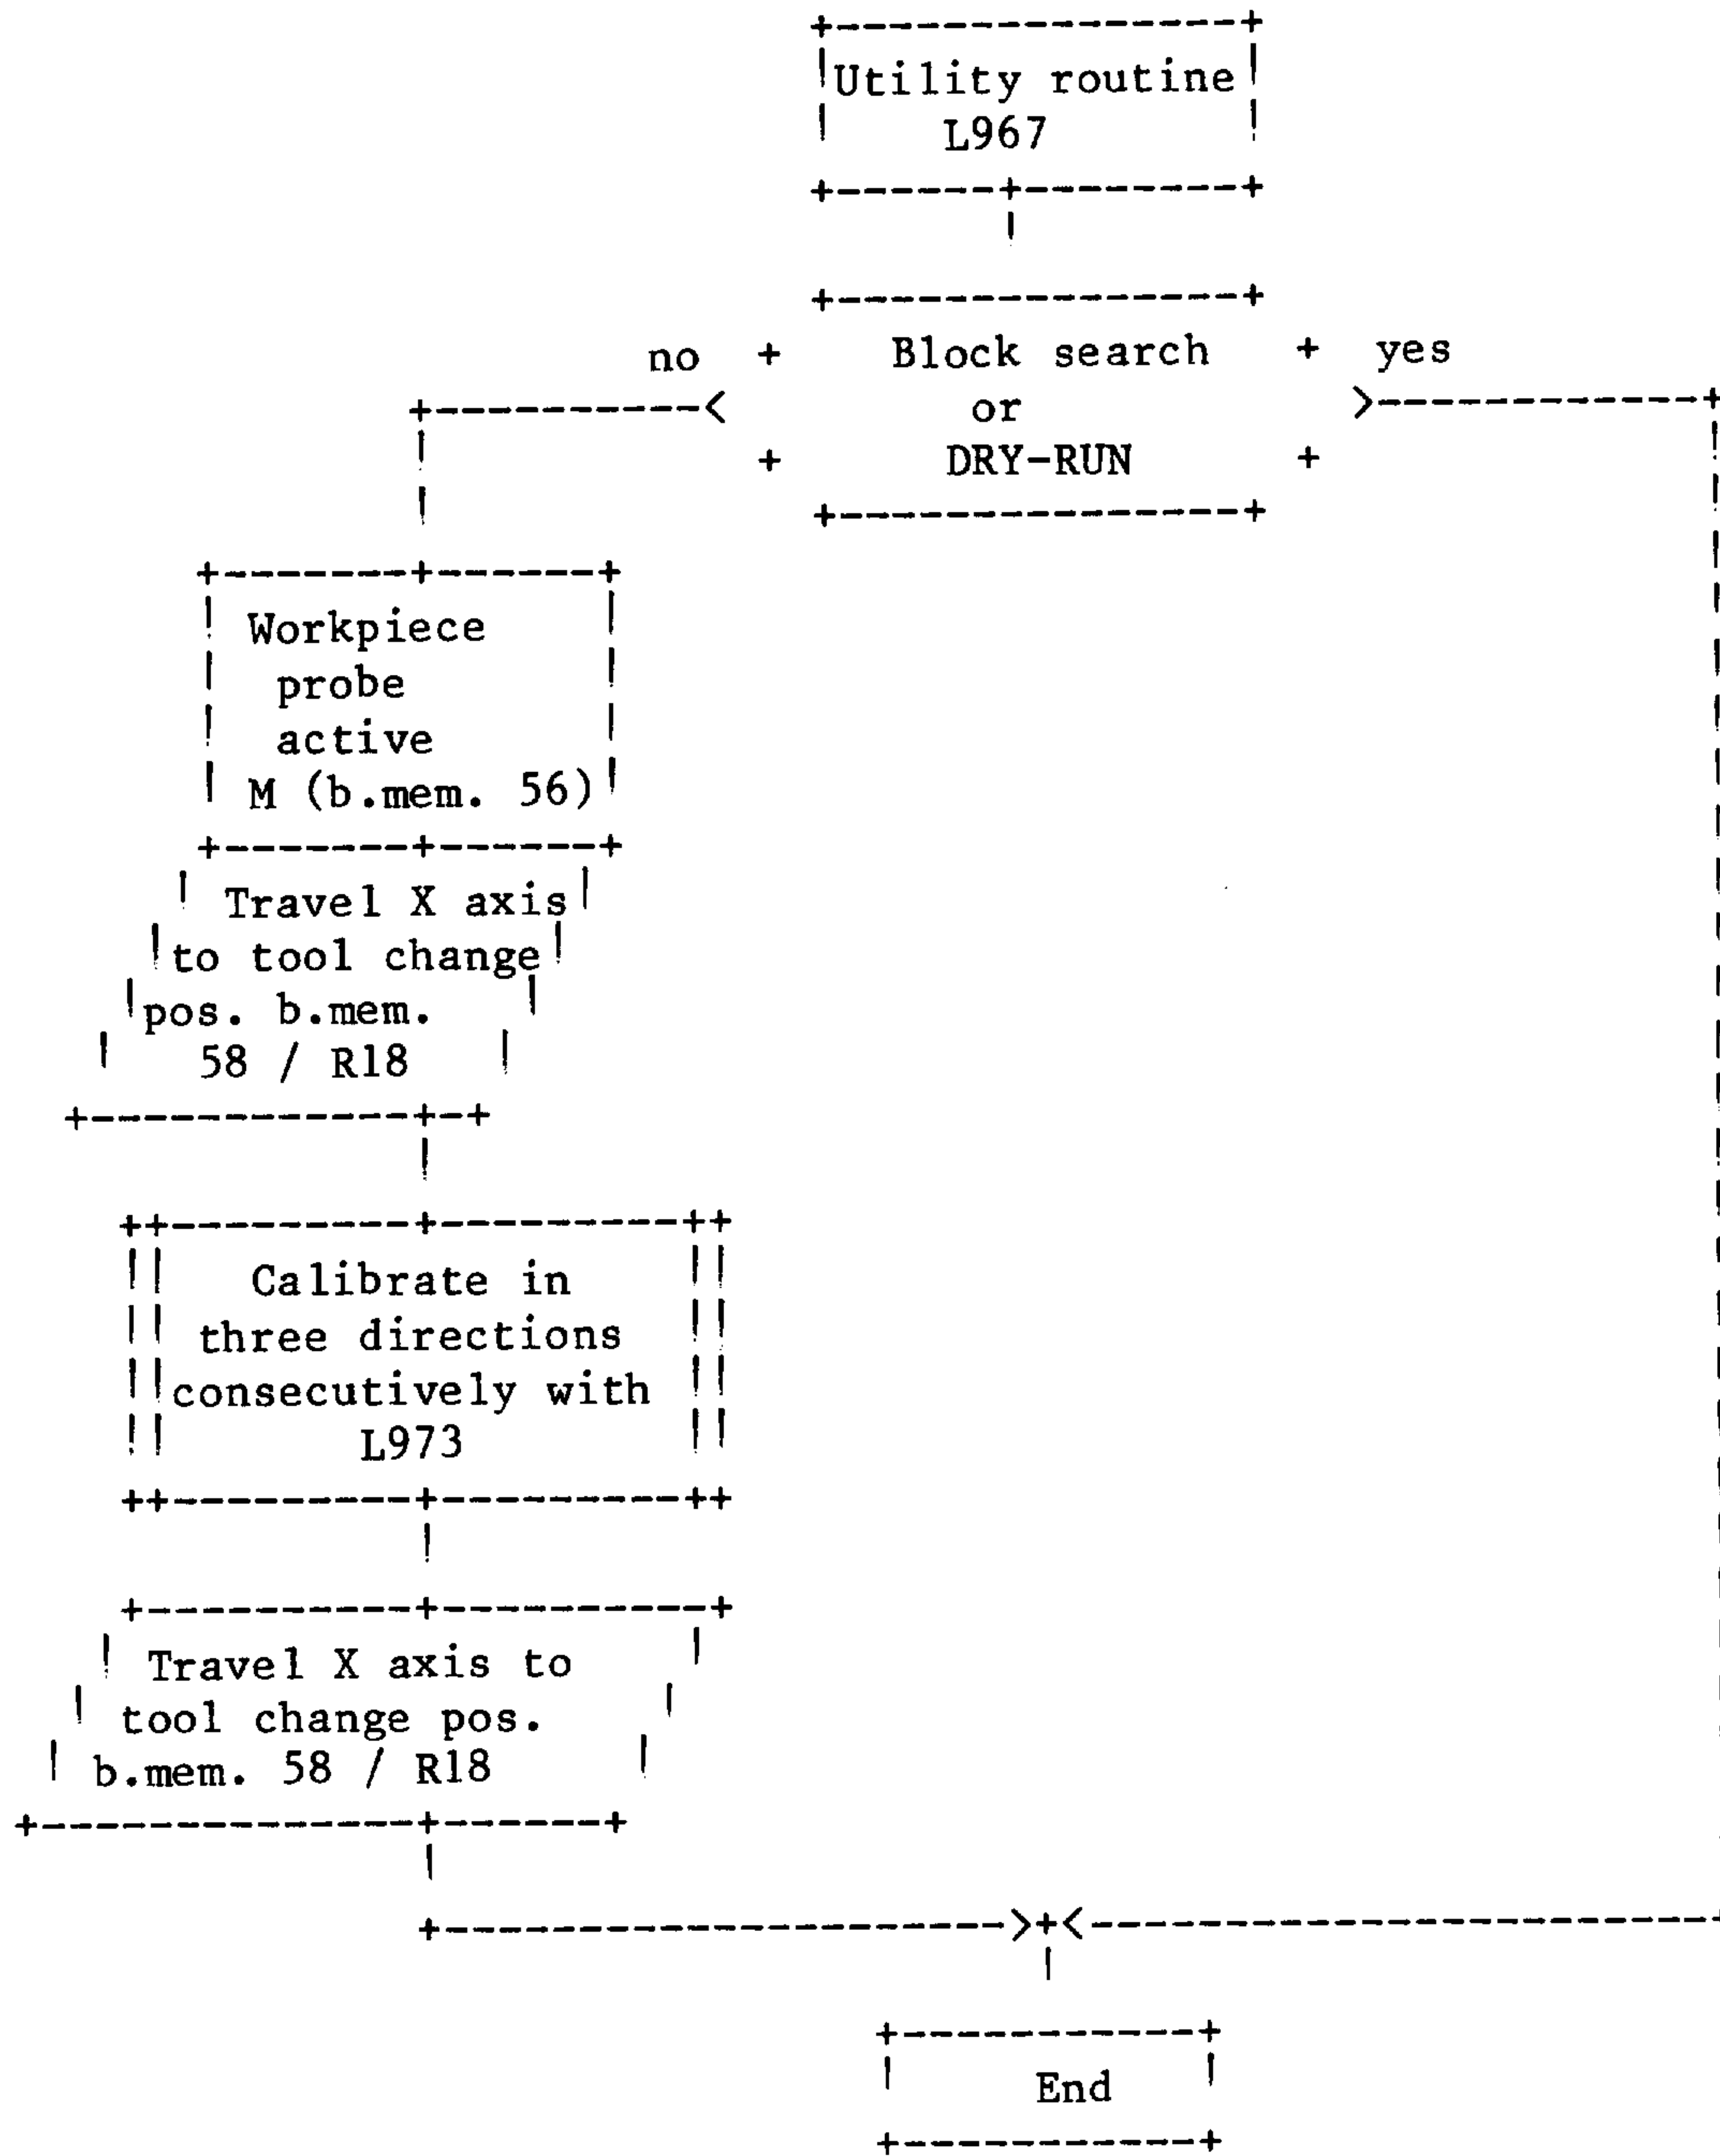 Utility routine
L967
no Block search yes
or
DRY-RUN
Workpiece
probe
active
M (b.mem. 56)
Travel X axis
to tool change
pos. b.mem.
58 / R18
Calibrate in
three directions
consecutively with
L973
Travel X axis to
tool change pos.
b.mem. 58 / R18
End